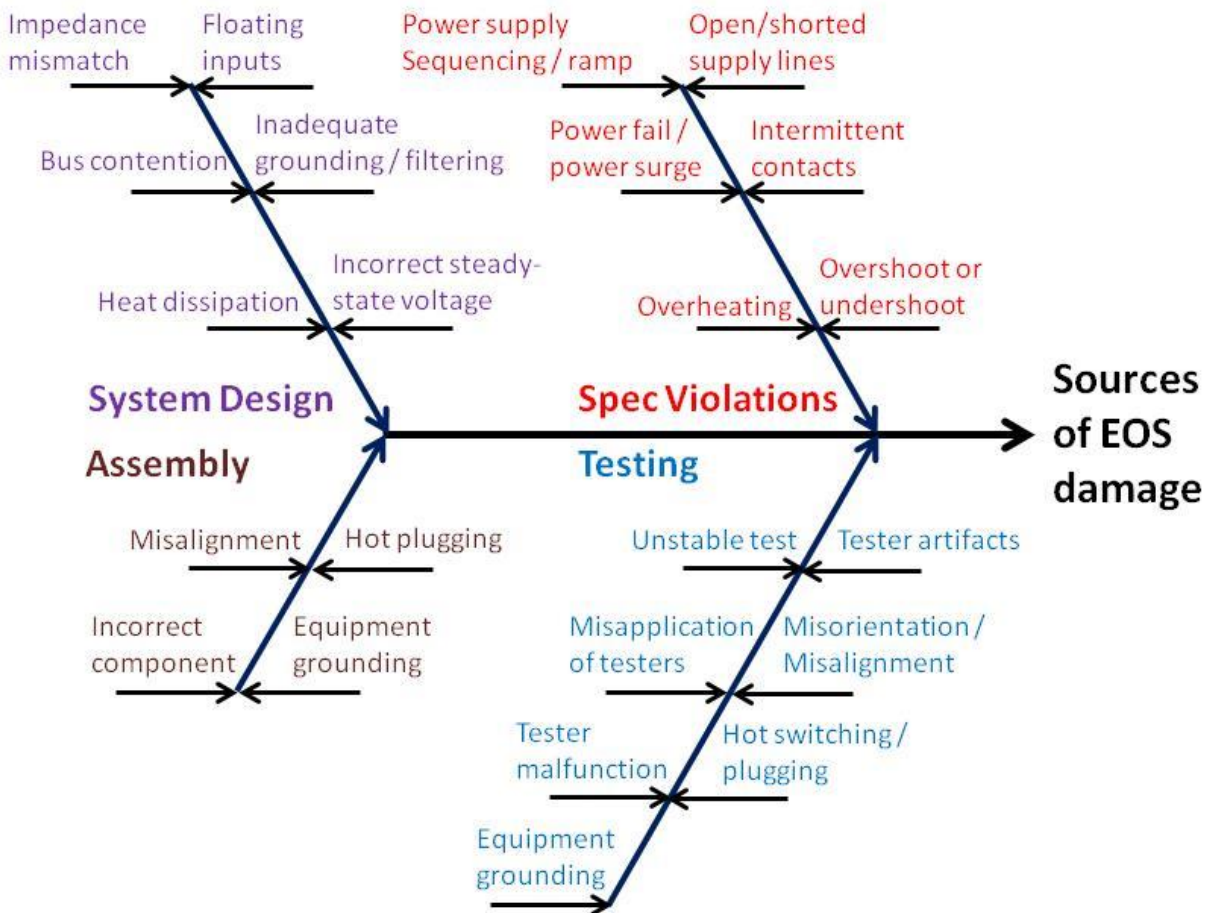 Impedance
mismatch
Floating
inputs
Bus contention
Inadequate
grounding / filtering
Heat dissipation
Incorrect steady-
state voltage
System Design
Power supply
Sequencing / ramp
Open/shorted
supply lines
Power fail /
power surge
Intermittent
contacts
Overheating
Overshoot or
undershoot
Spec Violations
Sources
of EOS
damage
Assembly
Misalignment
Hot plugging
Incorrect
component
Equipment
grounding
Testing
Unstable test
Tester artifacts
Misapplication
of testers
Misorientation /
Misalignment
Tester
malfunction
Hot switching /
plugging
Equipment
grounding